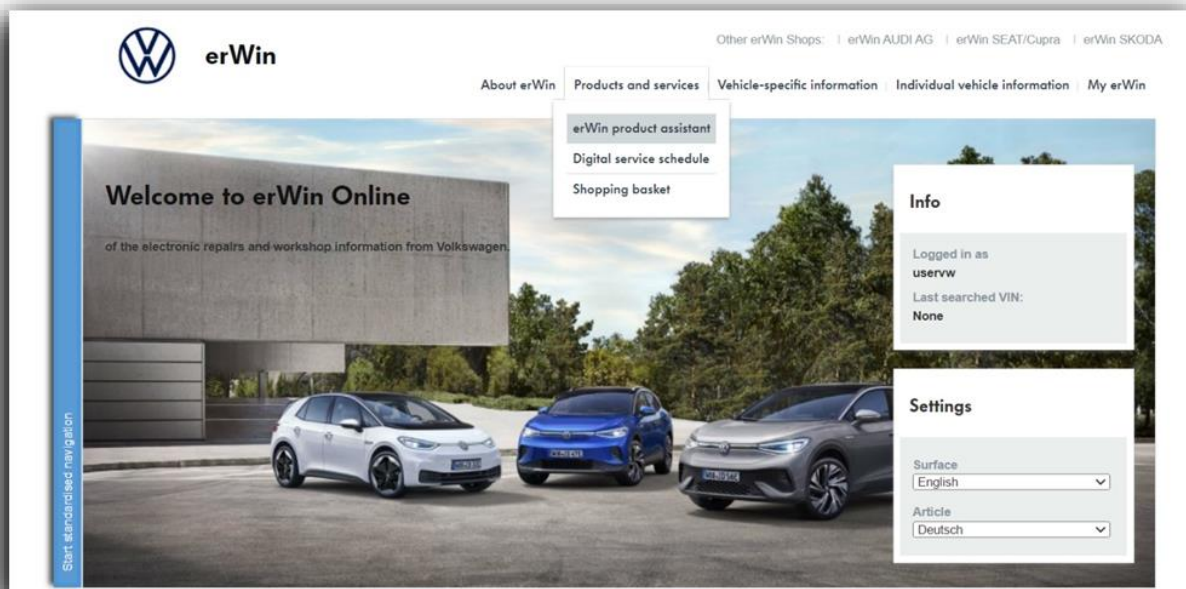 Other erWin Shops: | erWin AUDI AG | erWin SEAT/Cupra | erWin SKODA
erWin
About erWin | Products and services | Vehicle-specific information | Individual vehicle information | My erWin
erWin product assistant
Digital service schedule
Shopping basket
Welcome to erWin Online
of the electronic repairs and workshop information from Volkswagen.
Info
Logged in as
uservw
Last searched VIN:
None
Settings
Surface
English
Article
Deutsch
Start standardised navigation